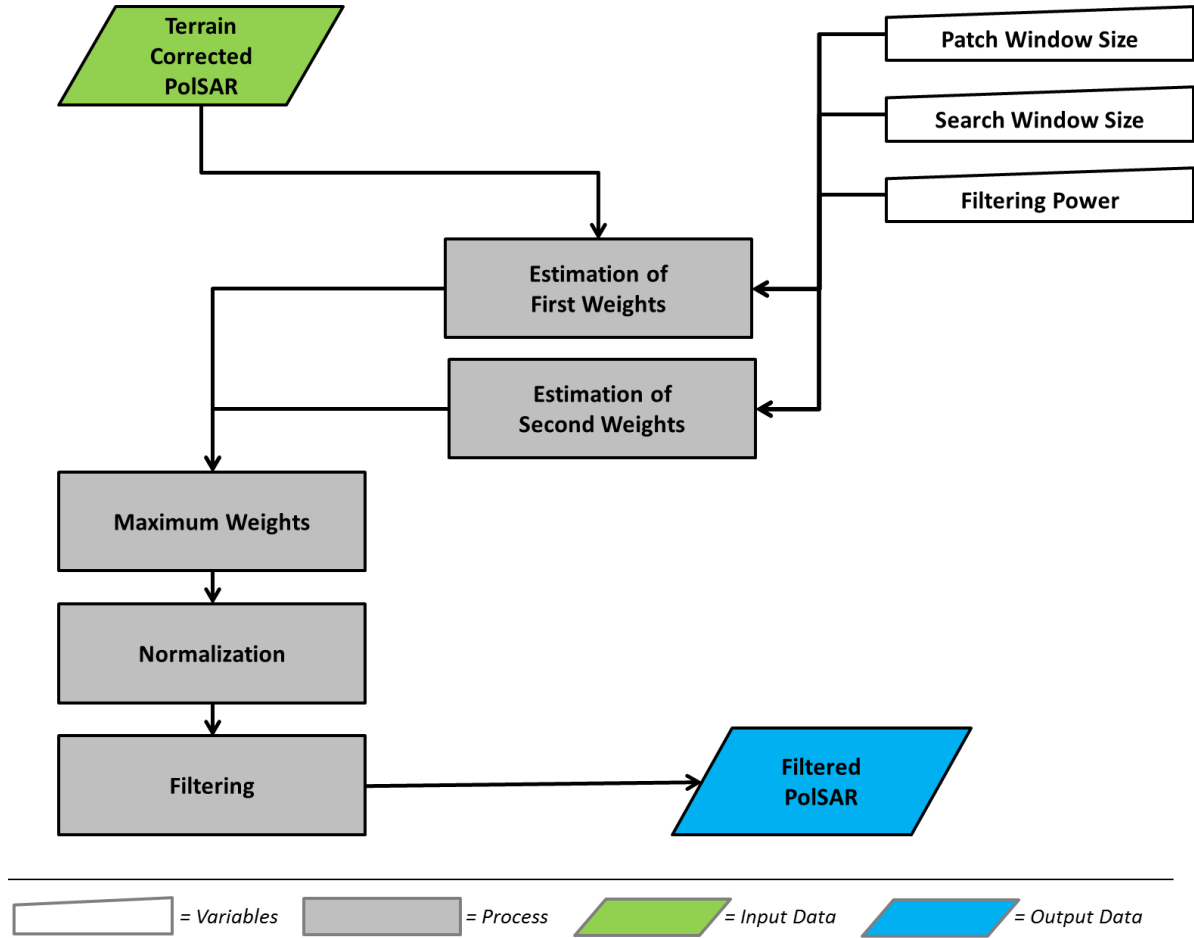 Terrain
Corrected
PolSAR
Patch Window Size
Search Window Size
Filtering Power
Estimation of
First Weights
Estimation of
Second Weights
Maximum Weights
Normalization
Filtering
Filtered
PolSAR
= Variables
= Process
= Input Data
= Output Data